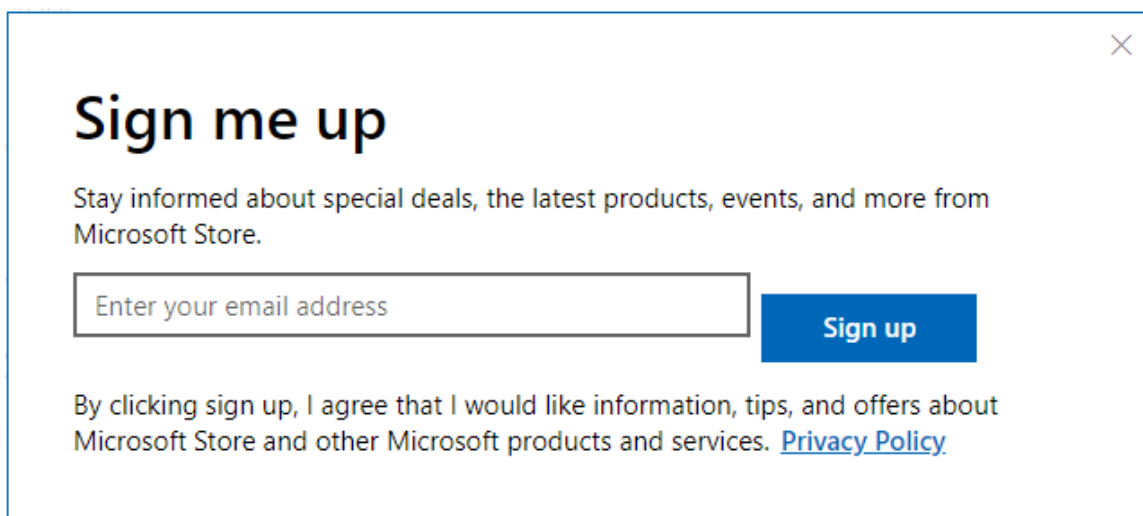 Sign me up
Stay informed about special deals, the latest products, events, and more from
Microsoft Store.
Enter your email address
Sign up
By clicking sign up, I agree that I would like information, tips, and offers about
Microsoft Store and other Microsoft products and services. Privacy Policy